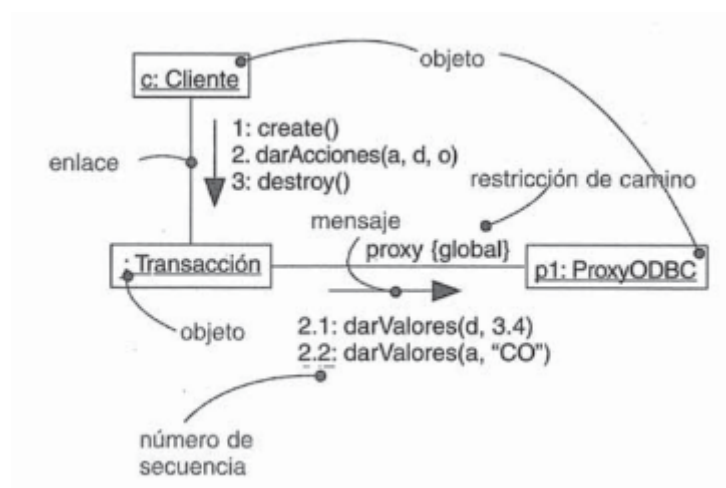 objeto
c: Cliente
1: create()
2. darAcciones(a, d, o)
3: destroy()
enlace
restricción de camino
mensaje
proxy {global}
: Transacción
p1: ProxyODBC
objeto
2.1: darValores(d, 3.4)
2.2: darValores(a, “CO”)
número de
secuencia